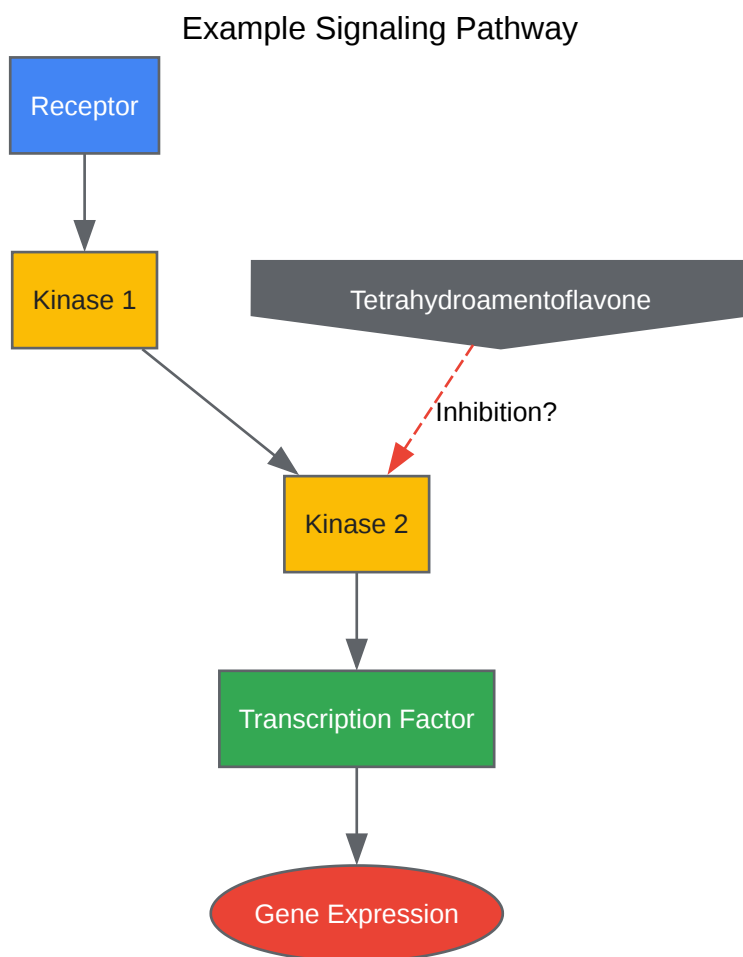 Example Signaling Pathway
Receptor
Kinase 1
Tetrahydroamentoflavone
Inhibition?
Kinase 2
Transcription Factor
Gene Expression